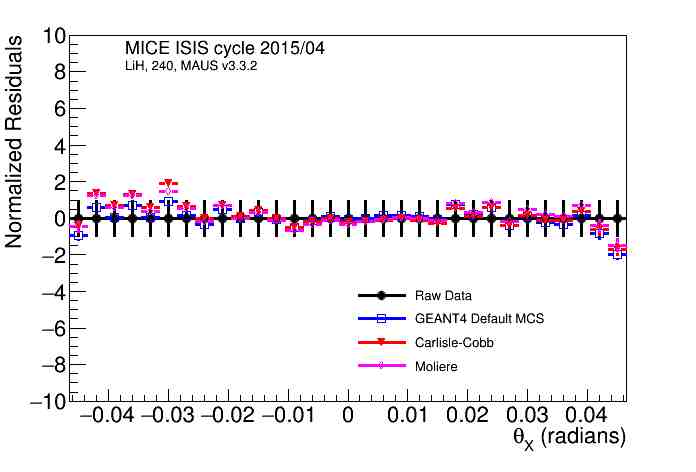 MICE ISIS cycle 2015/04
LiH, 240, MAUS v3.3.2
Normalized Residuals
10
8
6
4
2
0
−2
−4
−6
−8
−10
Raw Data
GEANT4 Default MCS
Carlisle-Cobb
Moliere
−0.04 −0.03 −0.02 −0.01 0 0.01 0.02 0.03 0.04
θX (radians)